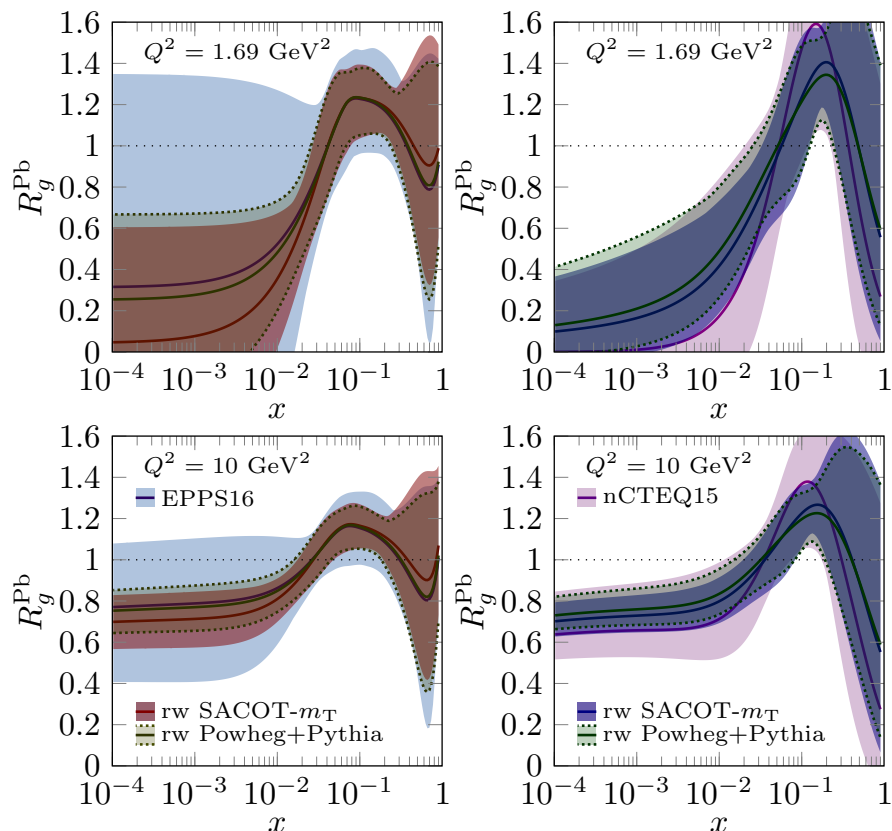 1.6
1.4
1.2
1
0.8
0.6
0.4
0.2
0
R_g^Pb
Q² = 1.69 GeV²
10⁻⁴ 10⁻³ 10⁻² 10⁻¹ 1
x
1.6
1.4
1.2
1
0.8
0.6
0.4
0.2
0
R_g^Pb
Q² = 1.69 GeV²
10⁻⁴ 10⁻³ 10⁻² 10⁻¹ 1
x
1.6
1.4
1.2
1
0.8
0.6
0.4
0.2
0
R_g^Pb
Q² = 10 GeV²
EPPS16
rw SACOT-m_T
rw Powheg+Pythia
10⁻⁴ 10⁻³ 10⁻² 10⁻¹ 1
x
1.6
1.4
1.2
1
0.8
0.6
0.4
0.2
0
R_g^Pb
Q² = 10 GeV²
nCTEQ15
rw SACOT-m_T
rw Powheg+Pythia
10⁻⁴ 10⁻³ 10⁻² 10⁻¹ 1
x